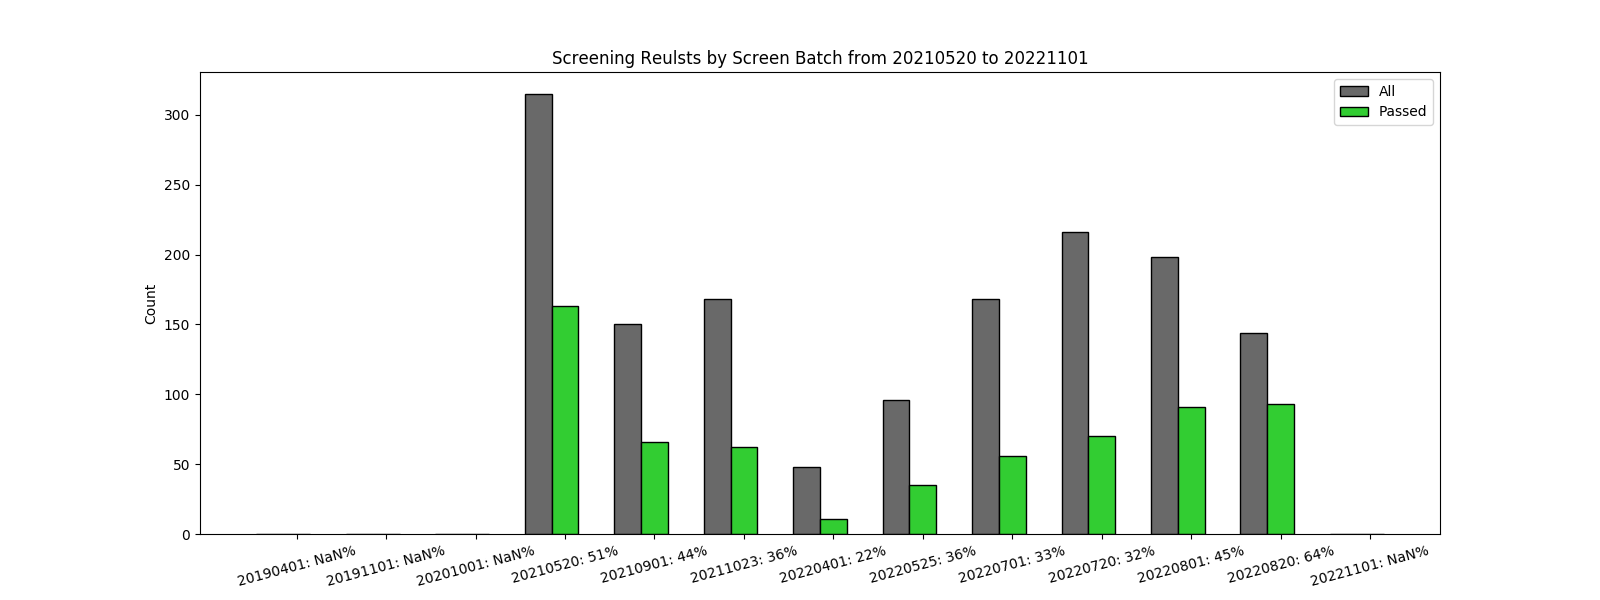 Screening Reulsts by Screen Batch from 20210520 to 20221101
All
Passed
Count
300
250
200
150
100
50
0
20190401: NaN%
20191101: NaN%
20201001: NaN%
20210520: 51%
20210901: 44%
20211023: 36%
20220401: 22%
20220525: 36%
20220701: 33%
20220720: 32%
20220801: 45%
20220820: 64%
20221101: NaN%